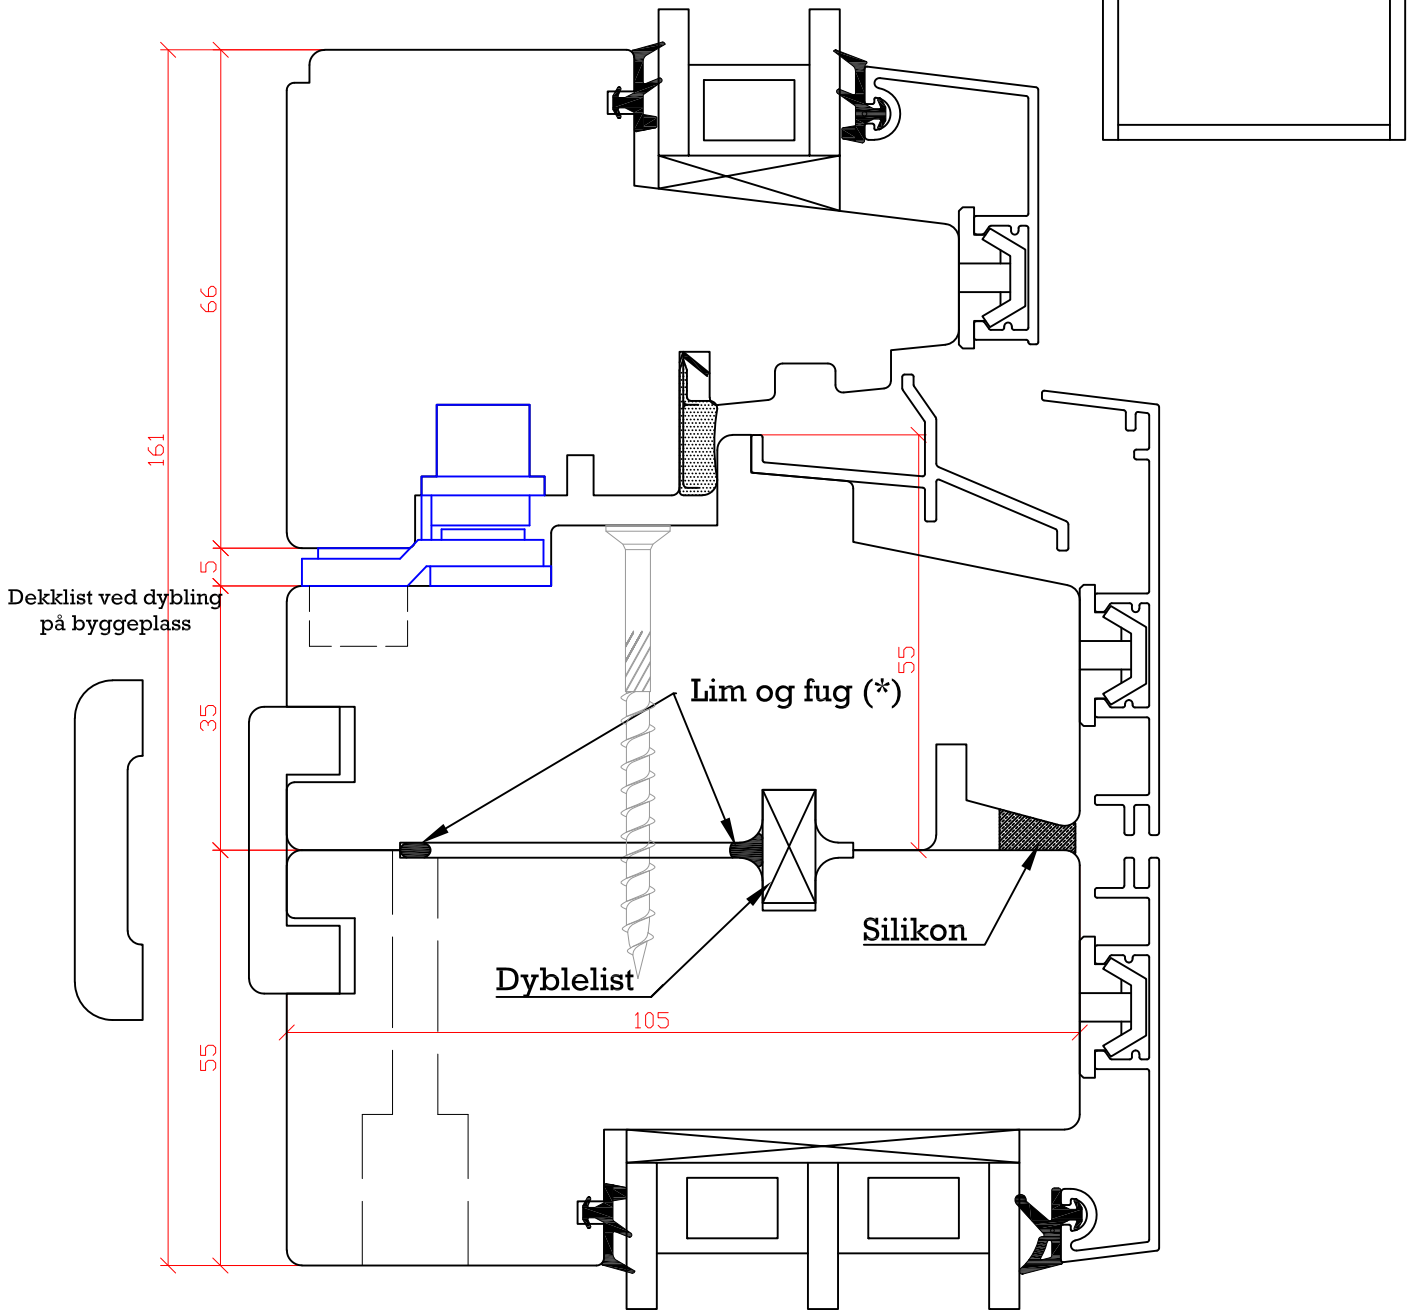 66
161
5
Dekklist ved dybling
på byggeplass
55
Lim og fug (*)
35
Silikon
Dyblelist
105
55